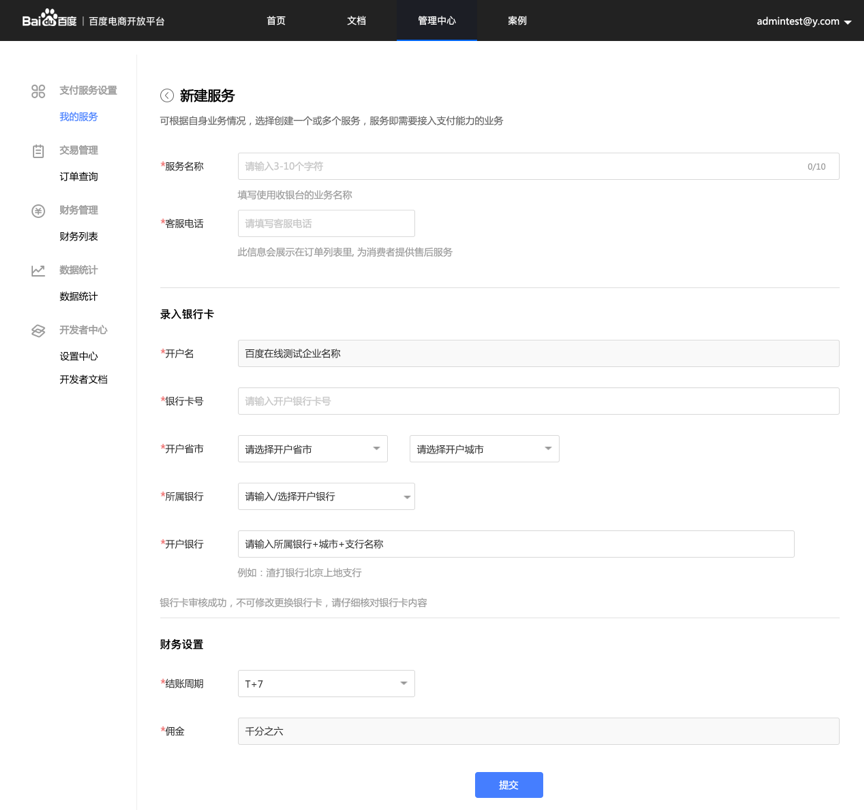 Baidu百度 | 百度电商开放平台
首页
文档
管理中心
案例
admintest@y.com
支付服务设置
我的服务
交易管理
订单查询
财务管理
财务列表
数据统计
数据统计
开发者中心
设置中心
开发者文档
新建服务
可根据自身业务情况，选择创建一个或多个服务，服务即需要接入支付能力的业务
*服务名称
请输入3-10个字符
0/10
填写使用收银台的业务名称
*客服电话
请填写客服电话
此信息会展示在订单列表里, 为消费者提供售后服务
录入银行卡
*开户名
百度在线测试企业名称
*银行卡号
请输入开户银行卡号
*开户省市
请选择开户省市
请选择开户城市
*所属银行
请输入/选择开户银行
*开户银行
请输入所属银行+城市+支行名称
例如：渣打银行北京上地支行
银行卡审核成功，不可修改更换银行卡，请仔细核对银行卡内容
财务设置
*结账周期
T+7
*佣金
千分之六
提交